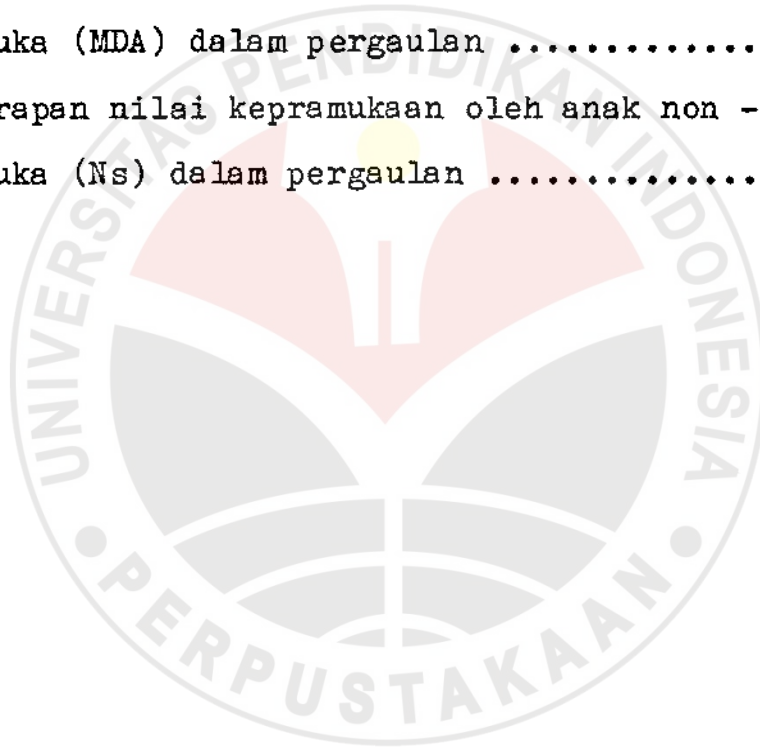 uka (MDA) dalam pergaulan .............
rapan nilai kepramukaan oleh anak non -
uka (Ns) dalam pergaulan ..............
UNIVERSITAS PENDIDIKAN INDONESIA
PERPUSTAKAAN